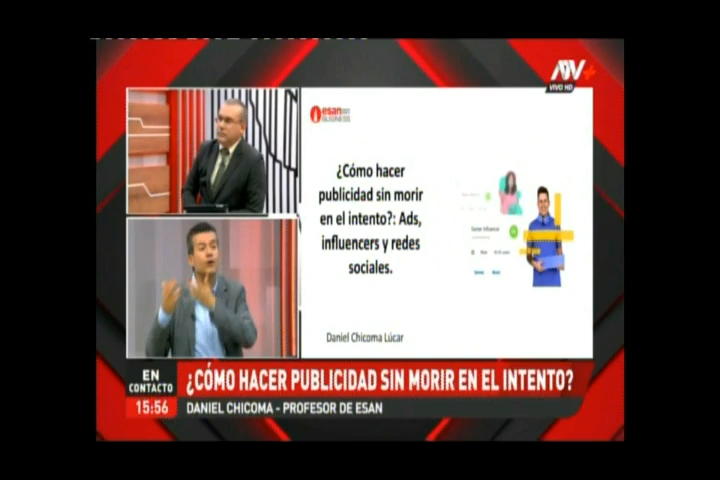 ATV+
VIVO HD
esan
¿Cómo hacer
publicidad sin morir
en el intento?: Ads,
influencers y redes
sociales.
Daniel Chicoma Lúcar
EN
CONTACTO
¿CÓMO HACER PUBLICIDAD SIN MORIR EN EL INTENTO?
15:56
DANIEL CHICOMA - PROFESOR DE ESAN